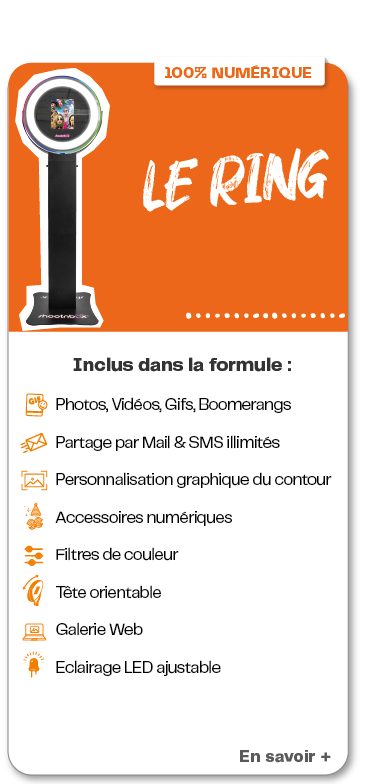 100% NUMÉRIQUE
LE RING
shootnbox
Inclus dans la formule :
GIF
Photos, Vidéos, Gifs, Boomerangs
Partage par Mail & SMS illimités
Personnalisation graphique du contour
Accessoires numériques
Filtres de couleur
Tête orientable
Galerie Web
Eclairage LED ajustable
En savoir +